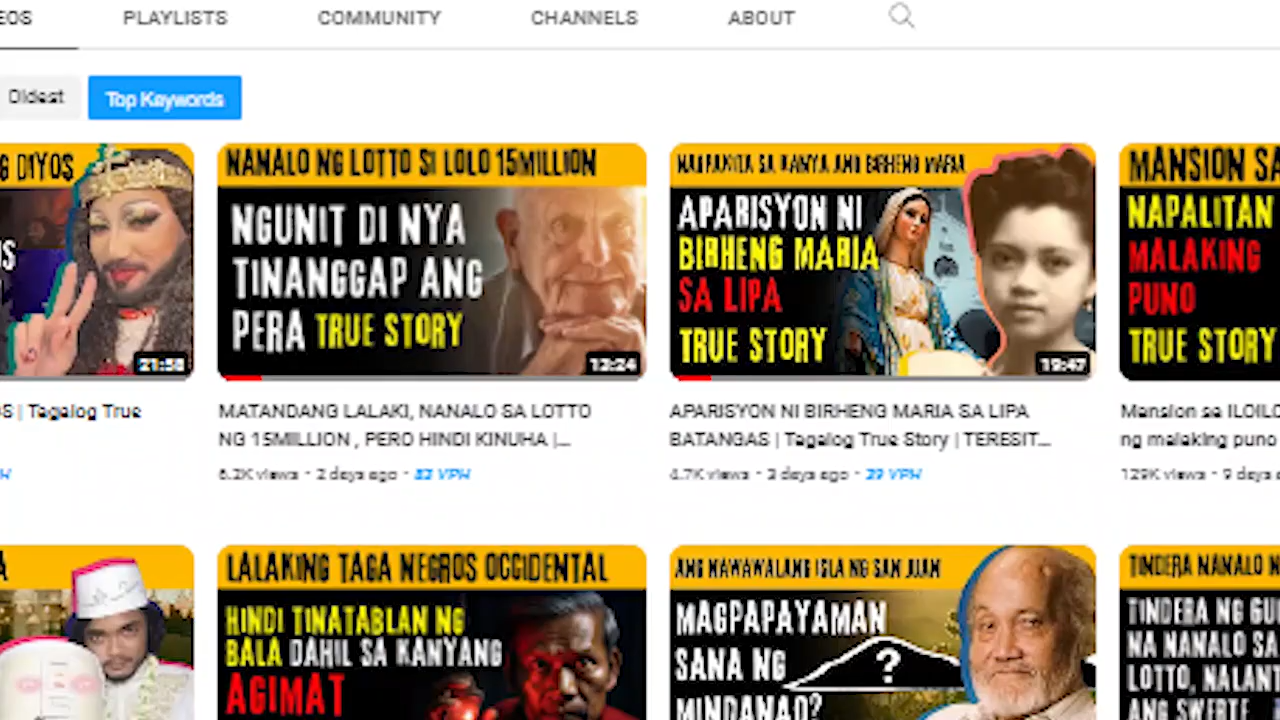 EOS PLAYLISTS COMMUNITY CHANNELS ABOUT
Oldest Top Keywords
G DIYOS
S
21:58
NANALO NG LOTTO SI LOLO 15MILLION
NGUNIT DI NYA
TINANGGAP ANG
PERA TRUE STORY
12:24
NAGPAKITA SA KANYA ANG BIRHENG MARIA
APARISYON NI
BIRHENG MARIA
SA LIPA
TRUE STORY
19:47
MANSION SA
NAPALITAN
MALAKING
PUNO
TRUE STORY
OS | Tagalog True
H
MATANDANG LALAKI, NANALO SA LOTTO
NG 15MILLION , PERO HINDI KINUHA |...
6.2K views • 2 days ago • 83 VPH
APARISYON NI BIRHENG MARIA SA LIPA
BATANGAS | Tagalog True Story | TERESIT...
4.7K views • 3 days ago • 39 VPH
Mansion sa ILOILO
ng malaking puno
129K views • 9 days
A
LALAKING TAGA NEGROS OCCIDENTAL
HINDI TINATABLAN NG
BALA DAHIL SA KANYANG
AGIMAT
ANG NAWAWALANG ISLA NG SAN JUAN
MAGPAPAYAMAN
SANA NG
MINDANAO?
?
TINDERA NANALO N
TINDERA NG GU
NA NANALO SA
LOTTO, NALANT
ANG SWERTE